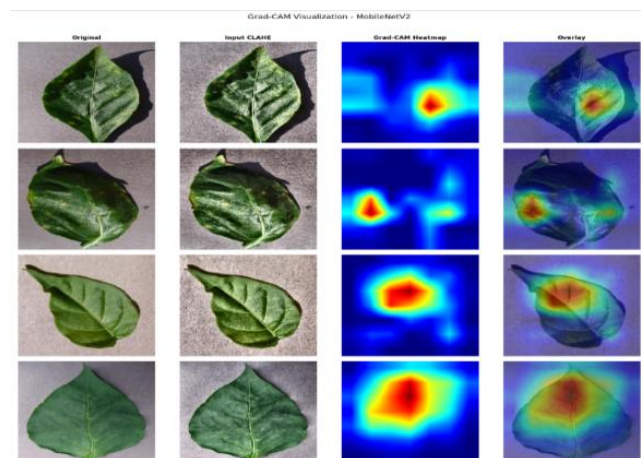 Grad-CAM Visualization - MobileNetV2
Original
Input CLAHE
Grad-CAM Heatmap
Overlay